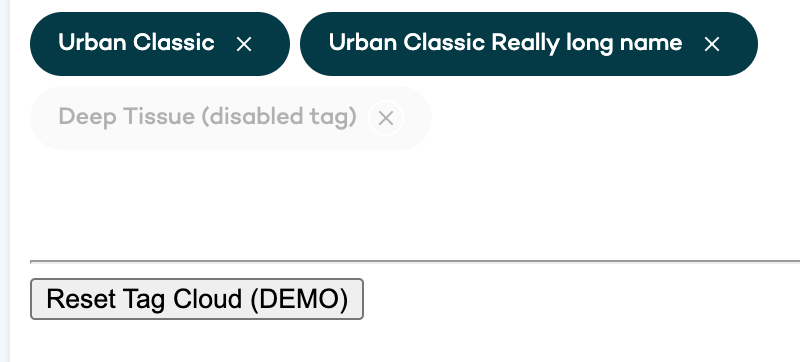 Urban Classic
Urban Classic Really long name
Deep Tissue (disabled tag)
Reset Tag Cloud (DEMO)